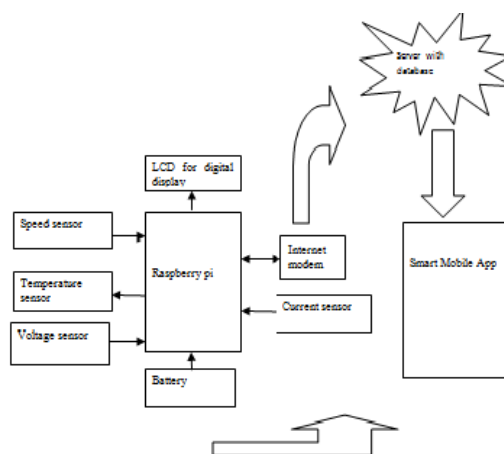 Server with
database
LCD for digital
display
Speed sensor
Raspberry pi
Internet
modem
Smart Mobile App
Temperature
sensor
Current sensor
Voltage sensor
Battery